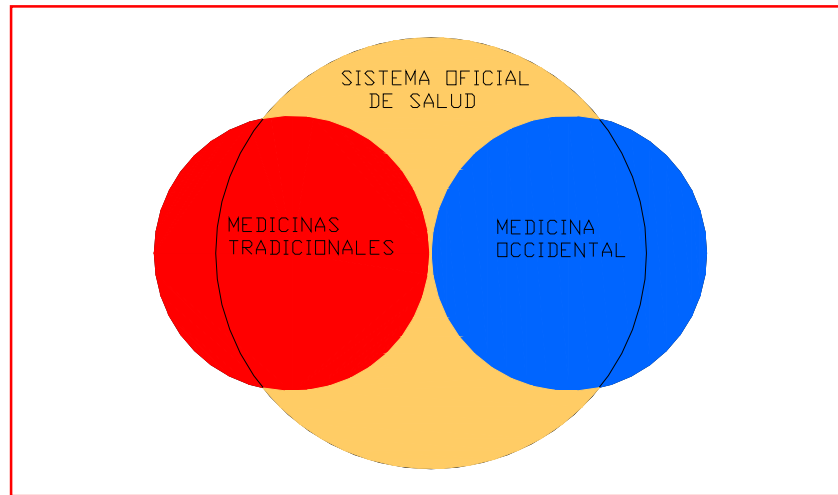 SISTEMA OFICIAL
DE SALUD
MEDICINAS
TRADICIONALES
MEDICINA
OCCIDENTAL